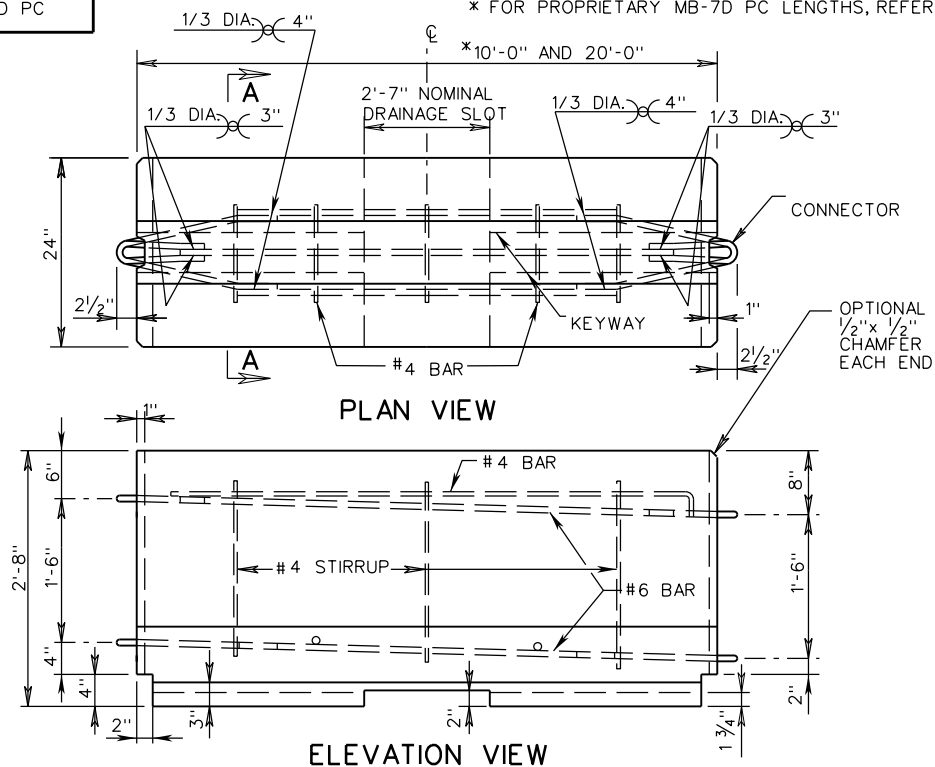 D PC
* FOR PROPRIETARY MB-7D PC LENGTHS, REFER
1/3 DIA. 4"
℄
*10'-0" AND 20'-0"
A
2'-7" NOMINAL
DRAINAGE SLOT
1/3 DIA. 3"
1/3 DIA. 4"
1/3 DIA. 3"
CONNECTOR
24"
2½"
KEYWAY
1"
OPTIONAL
½"x ½"
CHAMFER
EACH END
2½"
A
#4 BAR
PLAN VIEW
1"
6"
#4 BAR
8"
2'-8"
1'-6"
#4 STIRRUP
#6 BAR
1'-6"
4"
4"
3"
2"
2"
1 ¾"
2"
ELEVATION VIEW